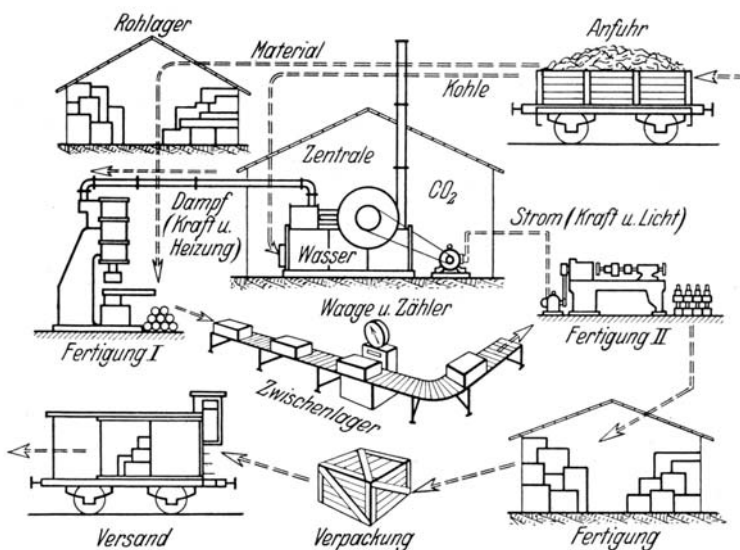 Rohlager
Material
Anfuhr
Kohle
Zentrale
CO₂
Dampf
(Kraft u.
Heizung)
Wasser
Strom (Kraft u. Licht)
Waage u. Zähler
Fertigung I
Fertigung II
Zwischenlager
Versand
Verpackung
Fertigung